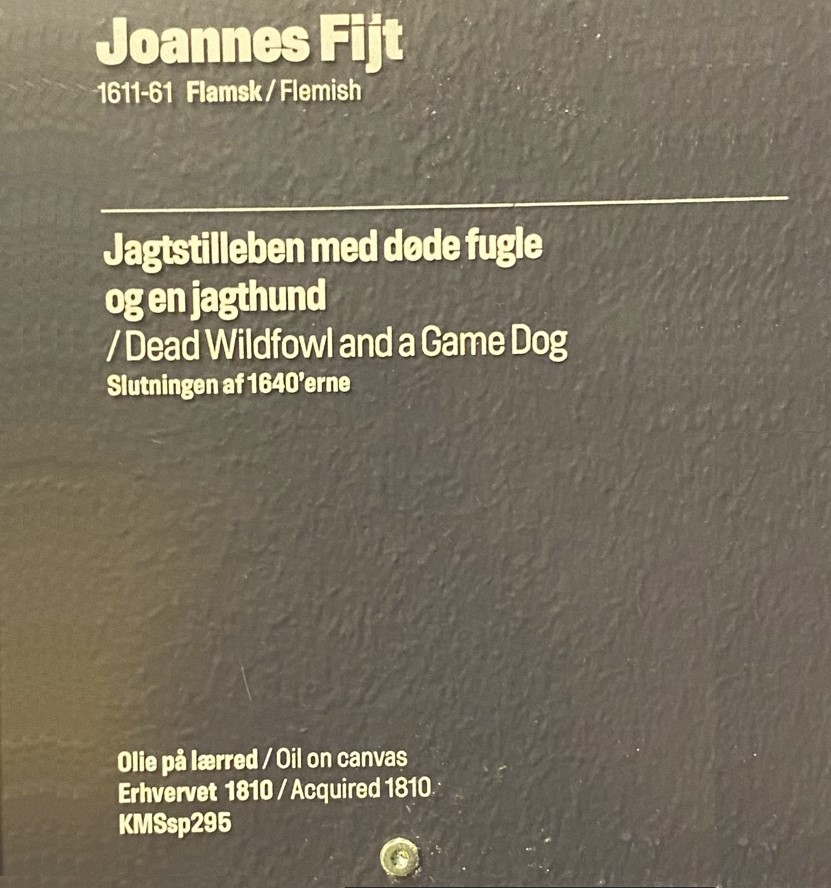 Joannes Fijt
1611-61 Flamsk / Flemish
Jagtstilleben med døde fugle
og en jagthund
/ Dead Wildfowl and a Game Dog
Slutningen af 1640'erne
Olie på lærred / Oil on canvas
Erhvervet 1810 / Acquired 1810
KMSsp295